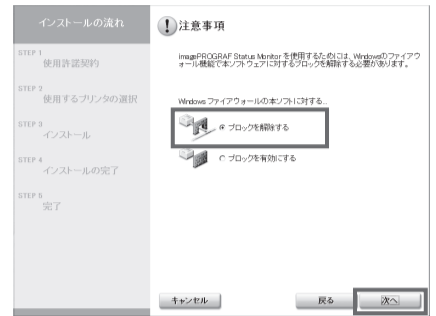 インストールの流れ
STEP 1
使用許諾契約
STEP 2
使用するプリンタの選択
STEP 3
インストール
STEP 4
インストールの完了
STEP 5
完了
注意事項
imagePROGRAF Status Monitor を使用するためには、Windowsのファイアウ
ォール機能で本ソフトウェアに対するブロックを解除する必要があります。
Windows ファイアウォールの本ソフトに対する...
ブロックを解除する
ブロックを有効にする
キャンセル
戻る
次へ